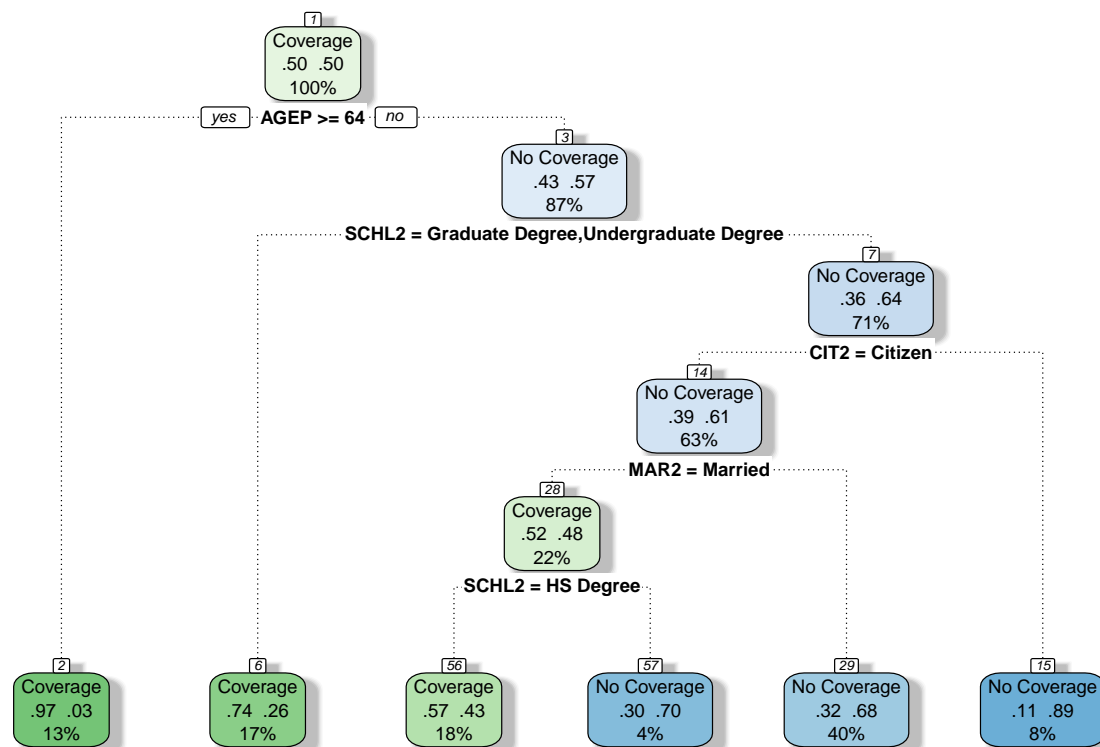 1
Coverage
.50 .50
100%
yes AGEP >= 64 no
3
No Coverage
.43 .57
87%
SCHL2 = Graduate Degree,Undergraduate Degree
7
No Coverage
.36 .64
71%
CIT2 = Citizen
14
No Coverage
.39 .61
63%
MAR2 = Married
28
Coverage
.52 .48
22%
SCHL2 = HS Degree
2
Coverage
.97 .03
13%
6
Coverage
.74 .26
17%
56
Coverage
.57 .43
18%
57
No Coverage
.30 .70
4%
29
No Coverage
.32 .68
40%
15
No Coverage
.11 .89
8%